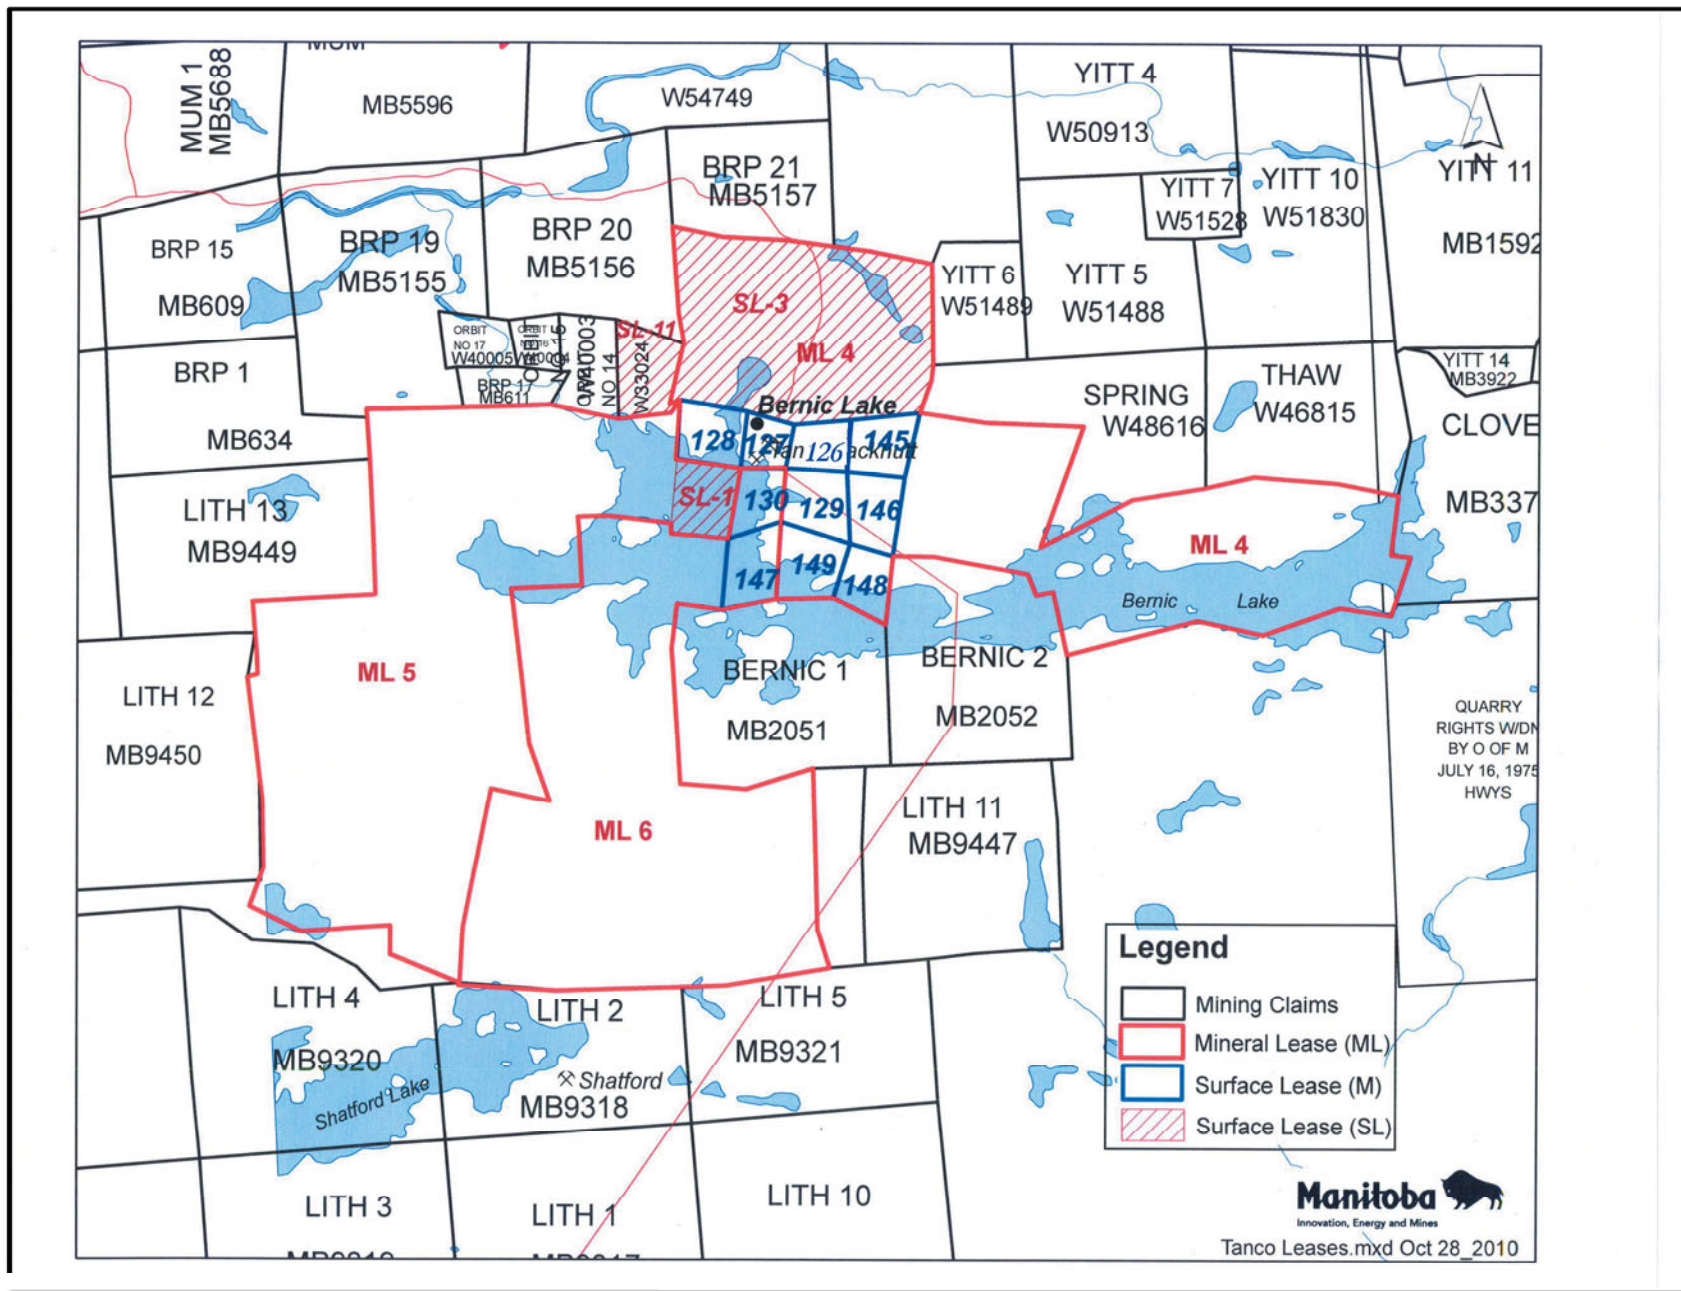 MUM 1
MB5688
MUM
MB5596
W54749
YITT 4
W50913
N
YITT 11
MB1592
YITT 7
W51528
YITT 10
W51830
BRP 21
MB5157
BRP 15
MB609
BRP 19
MB5155
BRP 20
MB5156
YITT 6
W51489
YITT 5
W51488
SL-3
ML 4
SL-11
W33024
ORBIT
NO 17
W40005
W40003
NO 14
BRP 17
MB611
BRP 1
MB634
Bernic Lake
SPRING
W48616
THAW
W46815
YITT 14
MB3922
CLOVE
MB337
128
127
126
145
SL-1
130
129
146
147
149
148
LITH 13
MB9449
ML 4
Bernic Lake
ML 5
LITH 12
MB9450
BERNIC 1
MB2051
BERNIC 2
MB2052
QUARRY
RIGHTS W/DN
BY O OF M
JULY 16, 1975
HWYS
ML 6
LITH 11
MB9447
LITH 4
MB9320
Shatford Lake
LITH 2
Shatford
MB9318
LITH 5
MB9321
LITH 3
LITH 1
LITH 10
Legend
Mining Claims
Mineral Lease (ML)
Surface Lease (M)
Surface Lease (SL)
Manitoba
Innovation, Energy and Mines
Tanco Leases.mxd Oct 28_2010